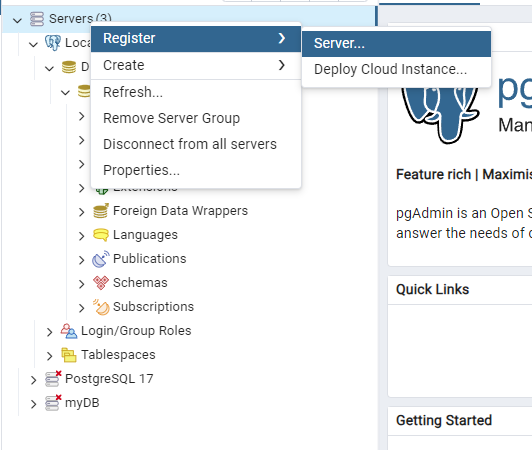 Servers (3)
Register
Server...
Loca
Create
Deploy Cloud Instance...
D
Refresh...
pg
Remove Server Group
Man
Disconnect from all servers
Properties...
Feature rich | Maximis
Extensions
Foreign Data Wrappers
pgAdmin is an Open S
Languages
answer the needs of d
Publications
Schemas
Quick Links
Subscriptions
Login/Group Roles
Tablespaces
PostgreSQL 17
myDB
Getting Started